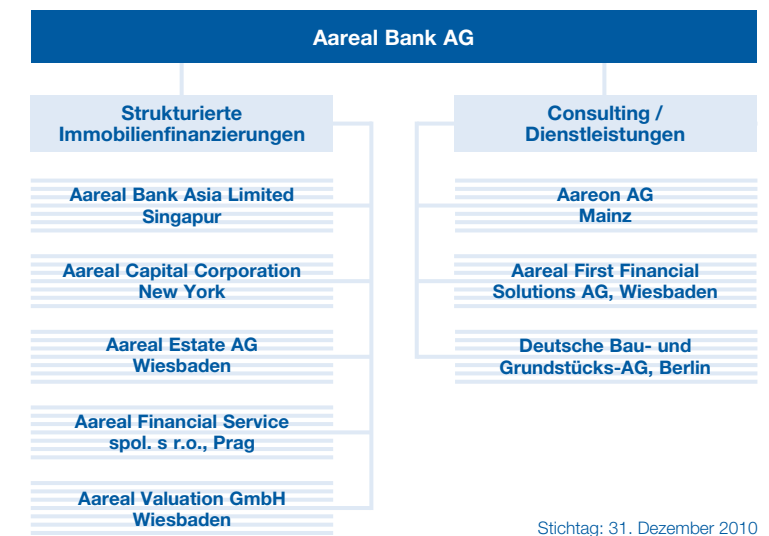 Aareal Bank AG
Strukturierte
Immobilienfinanzierungen
Aareal Bank Asia Limited
Singapur
Aareal Capital Corporation
New York
Aareal Estate AG
Wiesbaden
Aareal Financial Service
spol. s r.o., Prag
Aareal Valuation GmbH
Wiesbaden
Consulting /
Dienstleistungen
Aareon AG
Mainz
Aareal First Financial
Solutions AG, Wiesbaden
Deutsche Bau- und
Grundstücks-AG, Berlin
Stichtag: 31. Dezember 2010